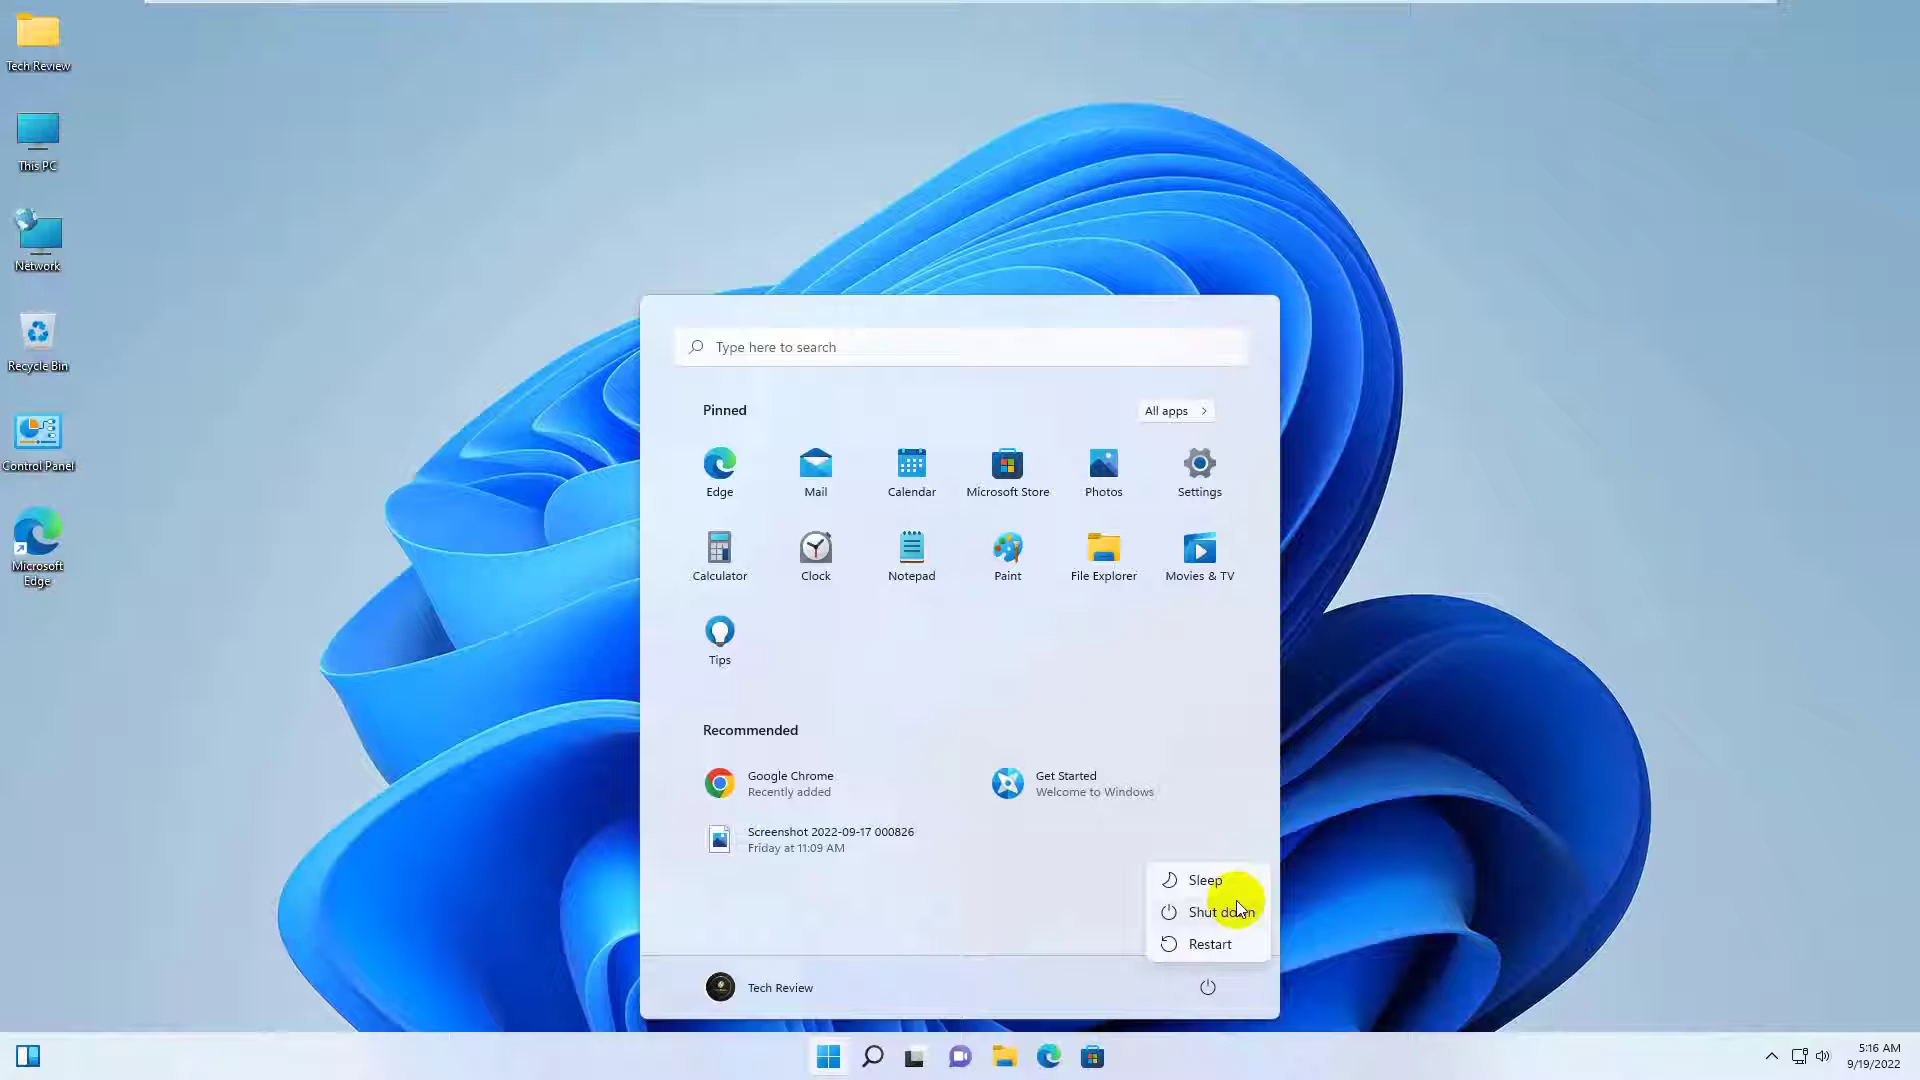 Tech Review
This PC
Network
Recycle Bin
Control Panel
Microsoft
Edge
Type here to search
Pinned
All apps
Edge
Mail
Calendar
Microsoft Store
Photos
Settings
Calculator
Clock
Notepad
Paint
File Explorer
Movies & TV
Tips
Recommended
Google Chrome
Recently added
Get Started
Welcome to Windows
Screenshot 2022-09-17 000826
Friday at 11:09 AM
Sleep
Shut down
Restart
Tech Review
5:16 AM
9/19/2022